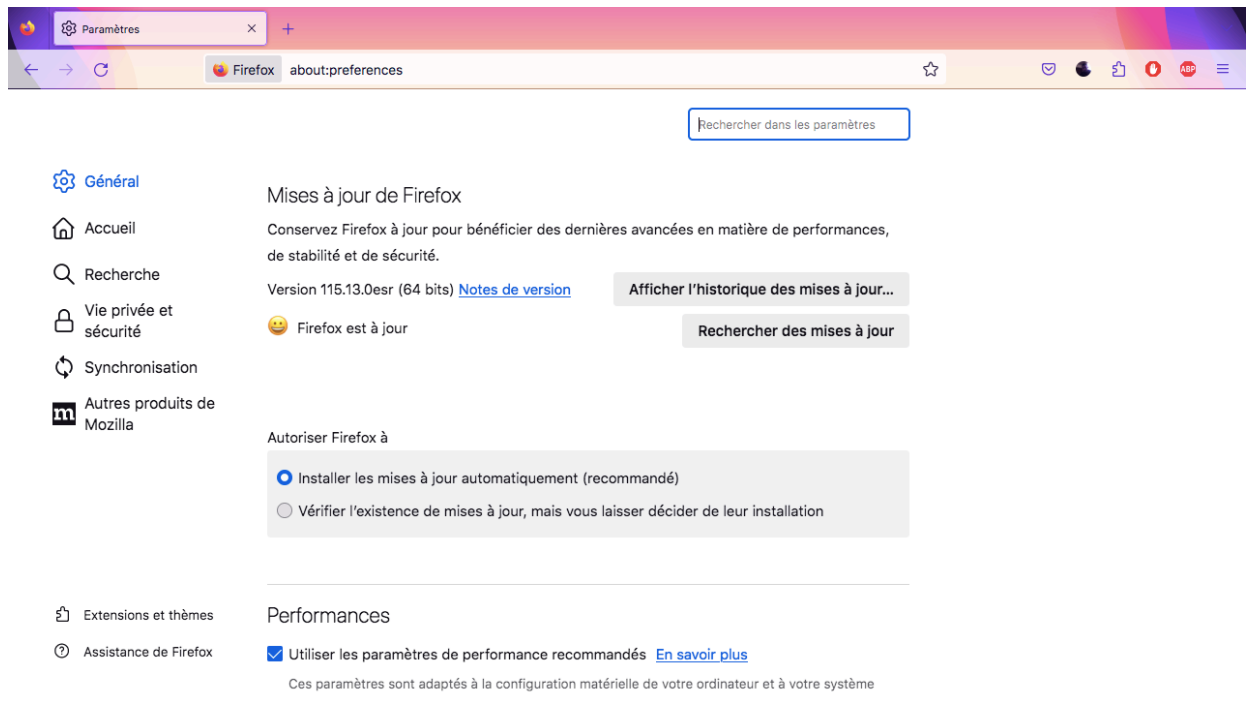 Paramètres
Firefox about:preferences
ABP
Rechercher dans les paramètres
Général
Accueil
Recherche
Vie privée et
sécurité
Synchronisation
m
Autres produits de
Mozilla
Extensions et thèmes
Assistance de Firefox
Mises à jour de Firefox
Conservez Firefox à jour pour bénéficier des dernières avancées en matière de performances,
de stabilité et de sécurité.
Version 115.13.0esr (64 bits) Notes de version
Afficher l’historique des mises à jour…
Firefox est à jour
Rechercher des mises à jour
Autoriser Firefox à
Installer les mises à jour automatiquement (recommandé)
Vérifier l’existence de mises à jour, mais vous laisser décider de leur installation
Performances
Utiliser les paramètres de performance recommandés En savoir plus
Ces paramètres sont adaptés à la configuration matérielle de votre ordinateur et à votre système